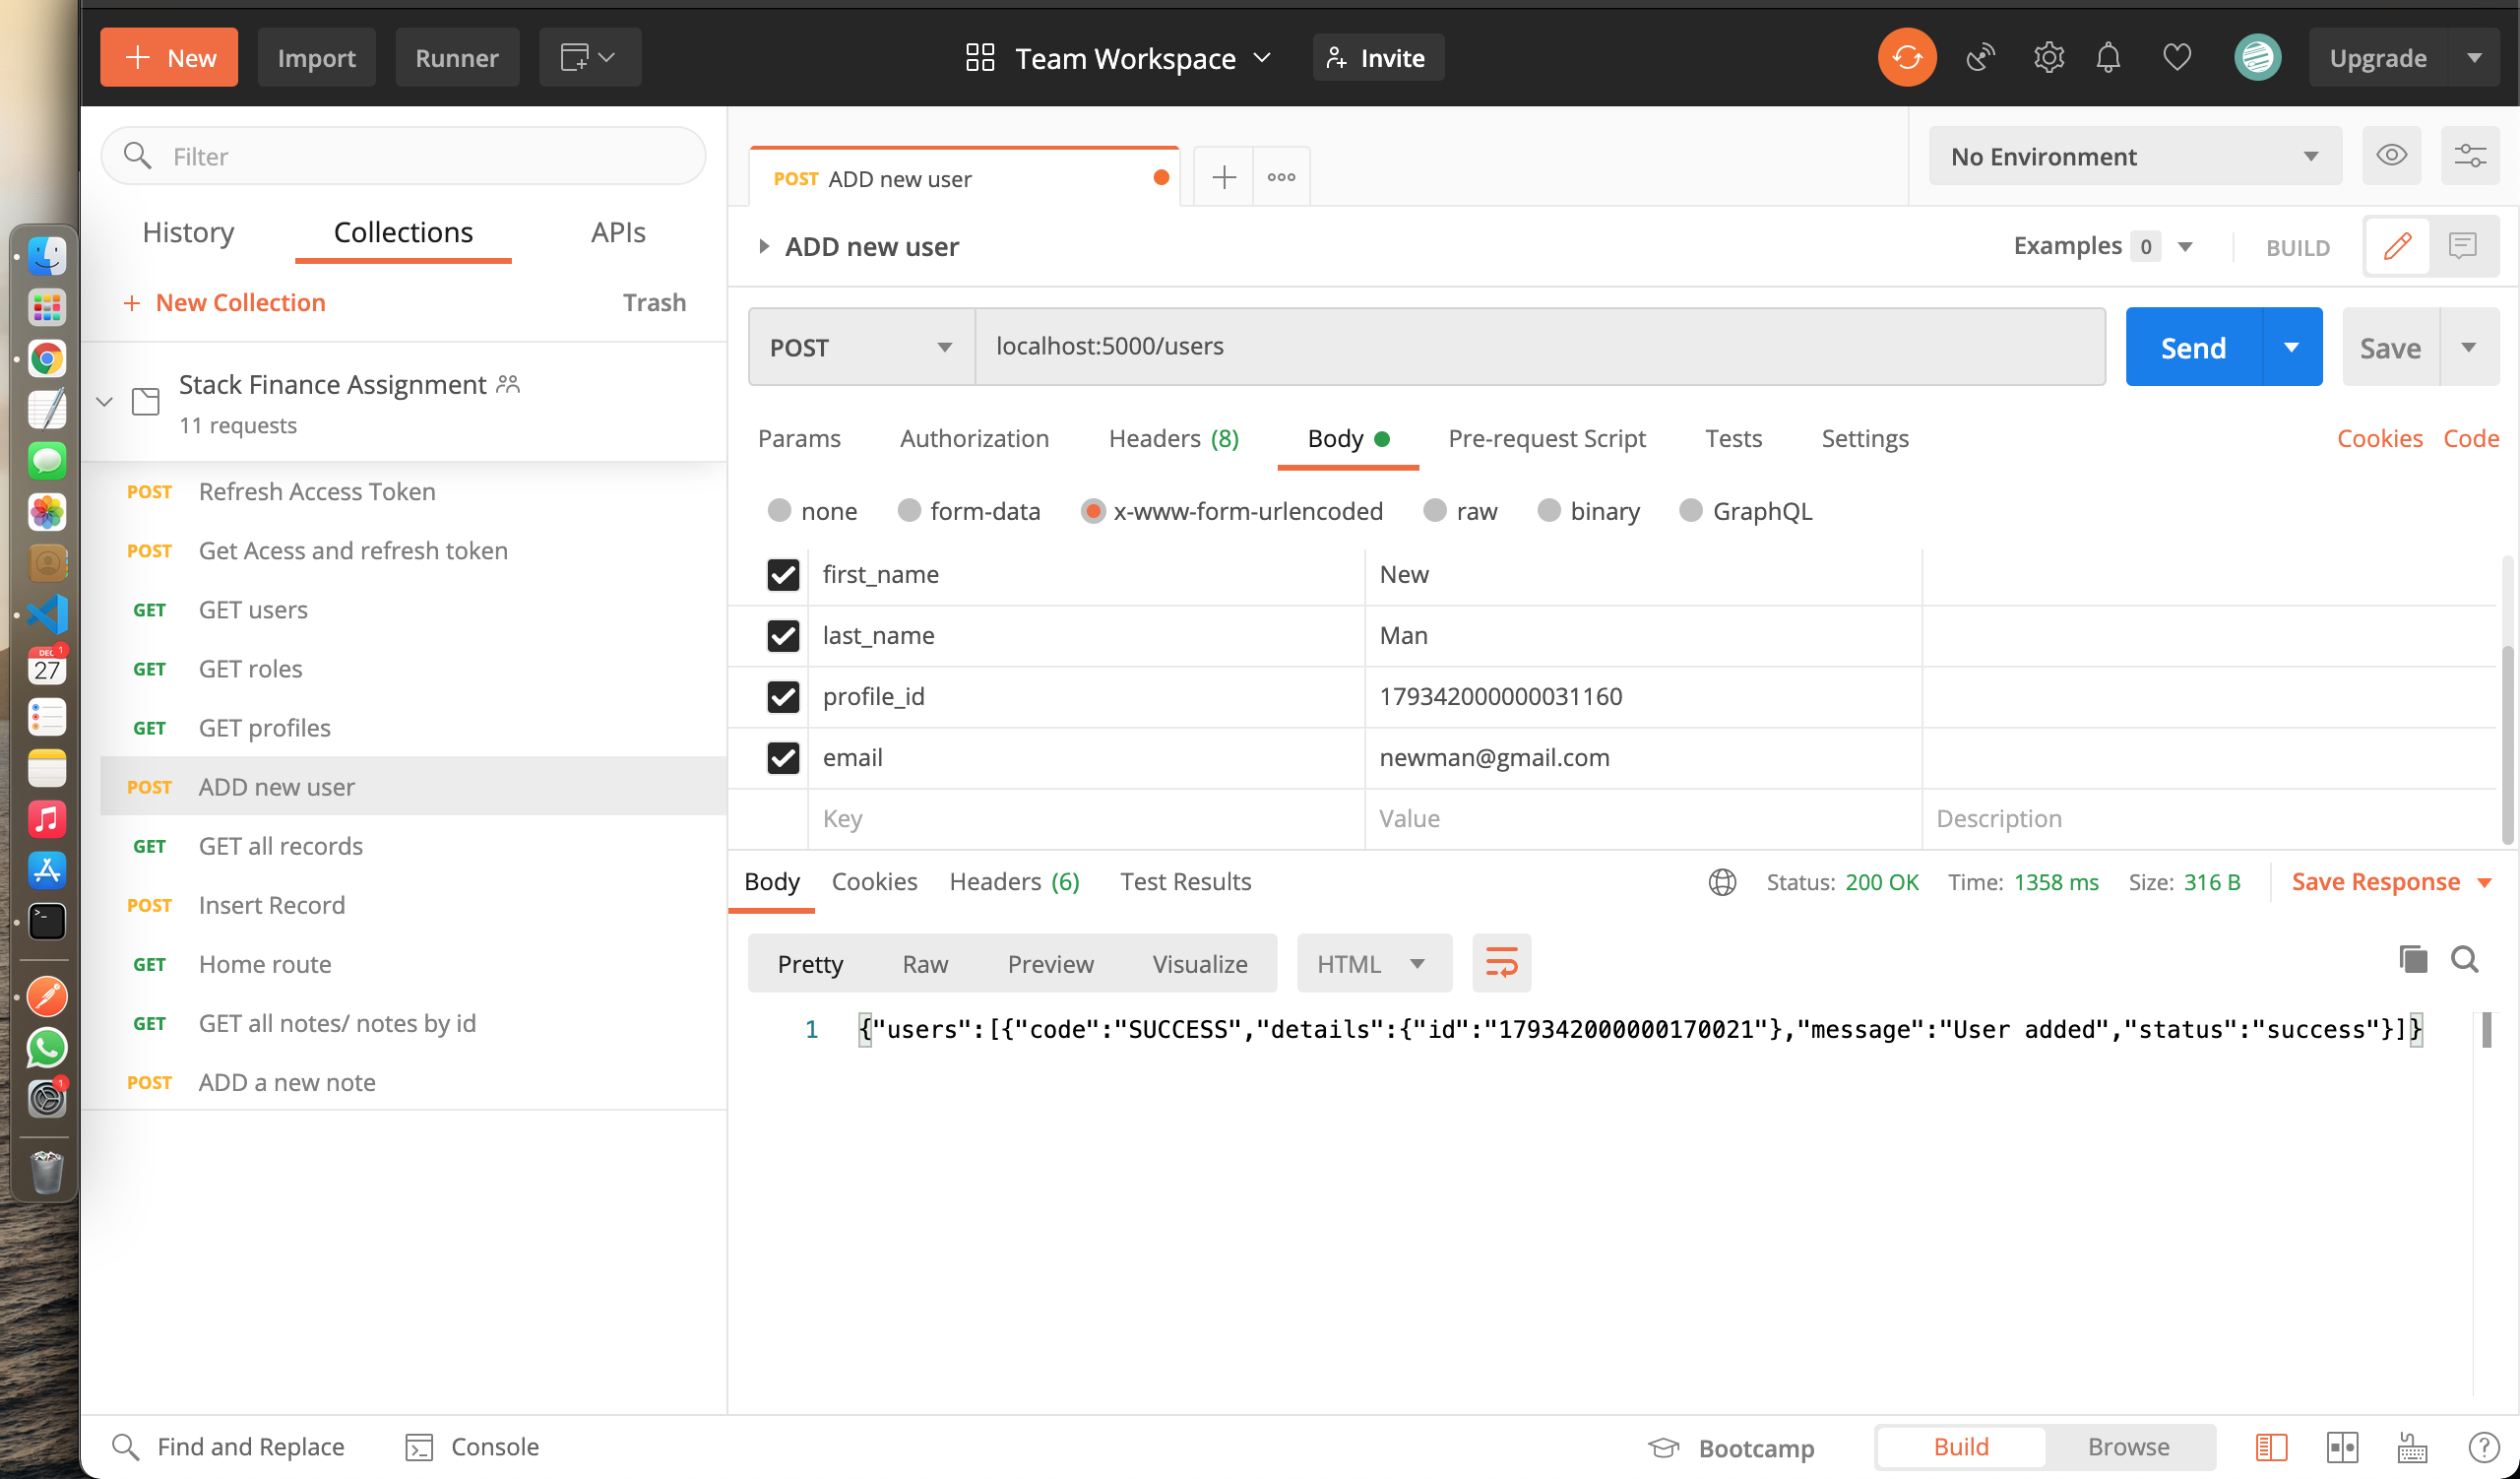 New
Import
Runner
Team Workspace
Invite
Upgrade
Filter
History
Collections
APIs
New Collection
Trash
Stack Finance Assignment
11 requests
POST Refresh Access Token
POST Get Acess and refresh token
GET GET users
GET GET roles
GET GET profiles
POST ADD new user
GET GET all records
POST Insert Record
GET Home route
GET GET all notes/ notes by id
POST ADD a new note
POST ADD new user
No Environment
ADD new user
Examples 0
BUILD
POST
localhost:5000/users
Send
Save
Params
Authorization
Headers (8)
Body
Pre-request Script
Tests
Settings
Cookies
Code
none
form-data
x-www-form-urlencoded
raw
binary
GraphQL
first_name New
last_name Man
profile_id 179342000000031160
email newman@gmail.com
Key Value Description
Body
Cookies
Headers (6)
Test Results
Status: 200 OK
Time: 1358 ms
Size: 316 B
Save Response
Pretty
Raw
Preview
Visualize
HTML
1 {"users":[{"code":"SUCCESS","details":{"id":"179342000000170021"},"message":"User added","status":"success"}]}
Find and Replace
Console
Bootcamp
Build
Browse
DEC 1
27
1